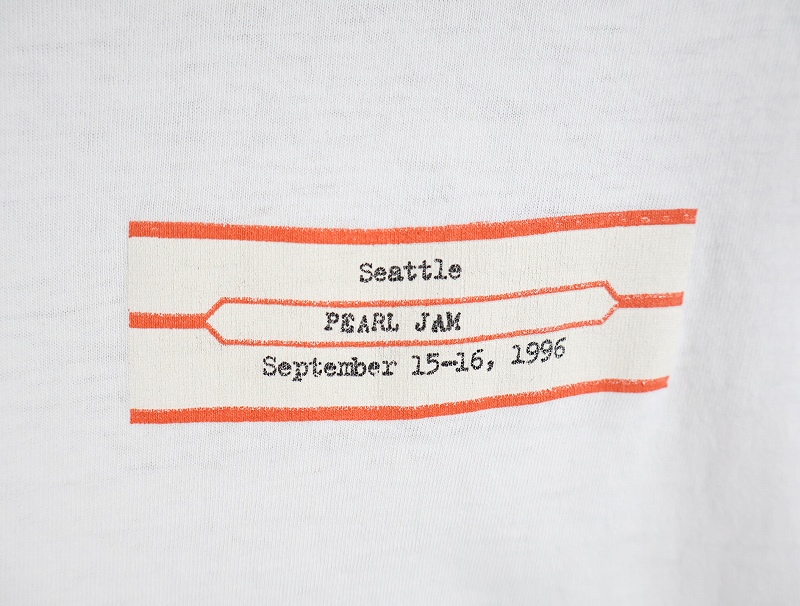 Seattle
PEARL JAM
September 15-16, 1996